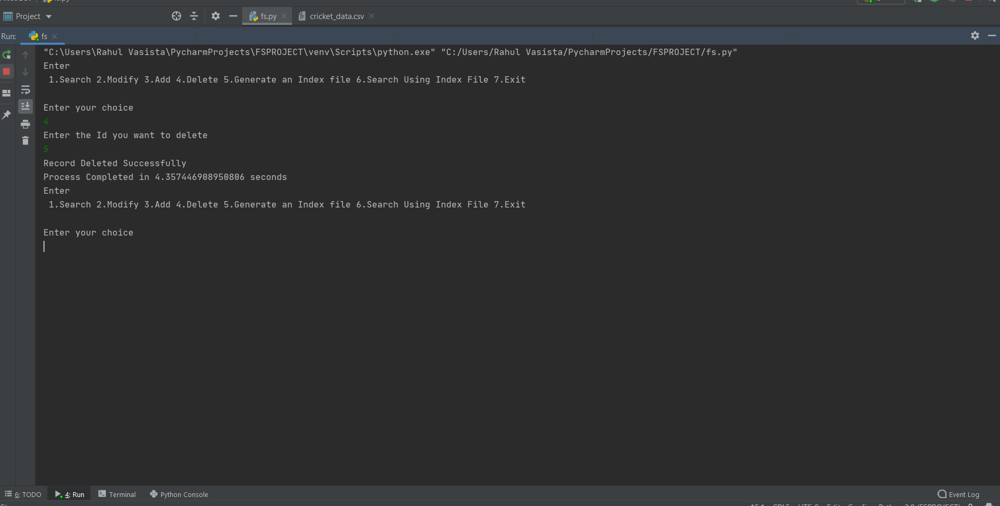 Project
fs.py
cricket_data.csv
Run:
fs
"C:\Users\Rahul Vasista\PycharmProjects\FSPROJECT\venv\Scripts\python.exe" "C:/Users/Rahul Vasista/PycharmProjects/FSPROJECT/fs.py"
Enter
1.Search 2.Modify 3.Add 4.Delete 5.Generate an Index file 6.Search Using Index File 7.Exit
Enter your choice
4
Enter the Id you want to delete
5
Record Deleted Successfully
Process Completed in 4.357446908950806 seconds
Enter
1.Search 2.Modify 3.Add 4.Delete 5.Generate an Index file 6.Search Using Index File 7.Exit
Enter your choice
6: TODO
4: Run
Terminal
Python Console
Event Log